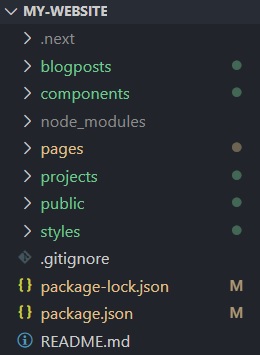 MY-WEBSITE
.next
blogposts
components
node_modules
pages
projects
public
styles
.gitignore
{} package-lock.json M
{} package.json M
README.md